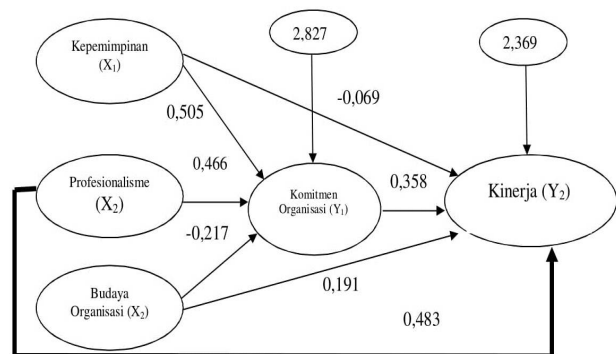 Kepemimpinan
(X₁)
2,827
2,369
0,505
-0,069
Profesionalisme
(X₂)
0,466
Komitmen
Organisasi (Y₁)
0,358
Kinerja (Y₂)
-0,217
Budaya
Organisasi (X₂)
0,191
0,483